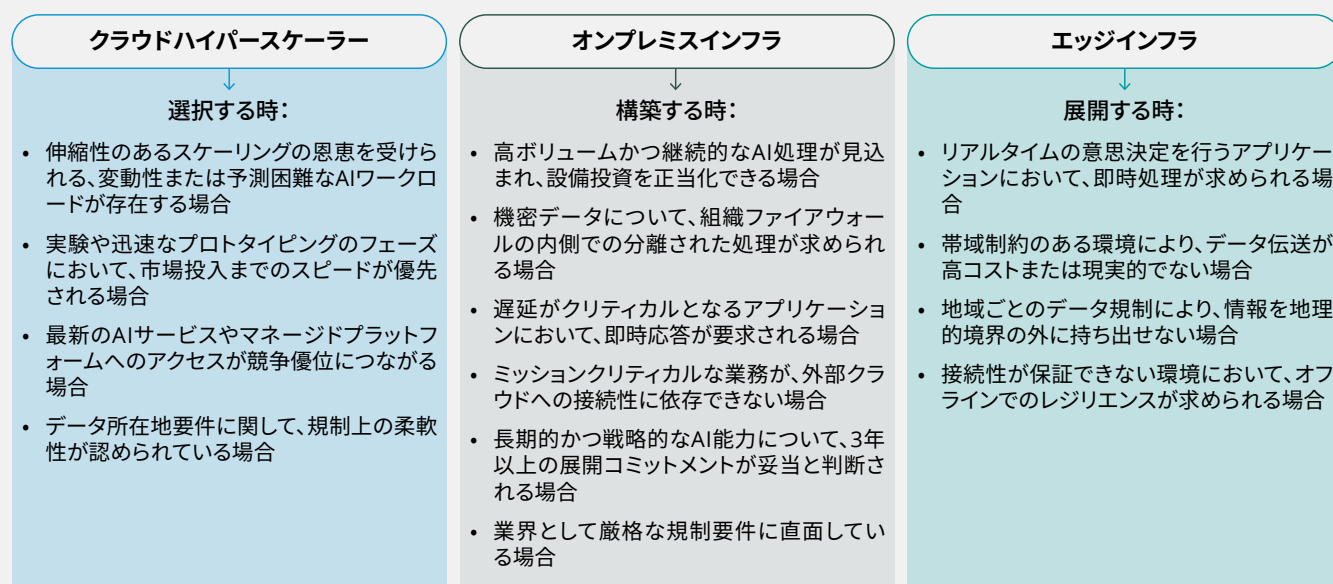 クラウドハイパースケーラー
選択する時：
• 伸縮性のあるスケーリングの恩恵を受けら
れる、変動性または予測困難なAIワークロ
ードが存在する場合
• 実験や迅速なプロトタイピングのフェーズ
において、市場投入までのスピードが優先
される場合
• 最新のAIサービスやマネージドプラットフ
ォームへのアクセスが競争優位につながる
場合
• データ所在地要件に関して、規制上の柔軟
性が認められている場合
オンプレミスインフラ
構築する時：
• 高ボリュームかつ継続的なAI処理が見込
まれ、設備投資を正当化できる場合
• 機密データについて、組織ファイアウォー
ルの内側での分離された処理が求められ
る場合
• 遅延がクリティカルとなるアプリケーショ
ンにおいて、即時応答が要求される場合
• ミッションクリティカルな業務が、外部クラ
ウドへの接続性に依存できない場合
• 長期的かつ戦略的なAI能力について、3年
以上の展開コミットメントが妥当と判断さ
れる場合
• 業界として厳格な規制要件に直面してい
る場合
エッジインフラ
展開する時：
• リアルタイムの意思決定を行うアプリケー
ションにおいて、即時処理が求められる場
合
• 帯域制約のある環境により、データ伝送が
高コストまたは現実的でない場合
• 地域ごとのデータ規制により、情報を地理
的境界の外に持ち出せない場合
• 接続性が保証できない環境において、オフ
ラインでのレジリエンスが求められる場合